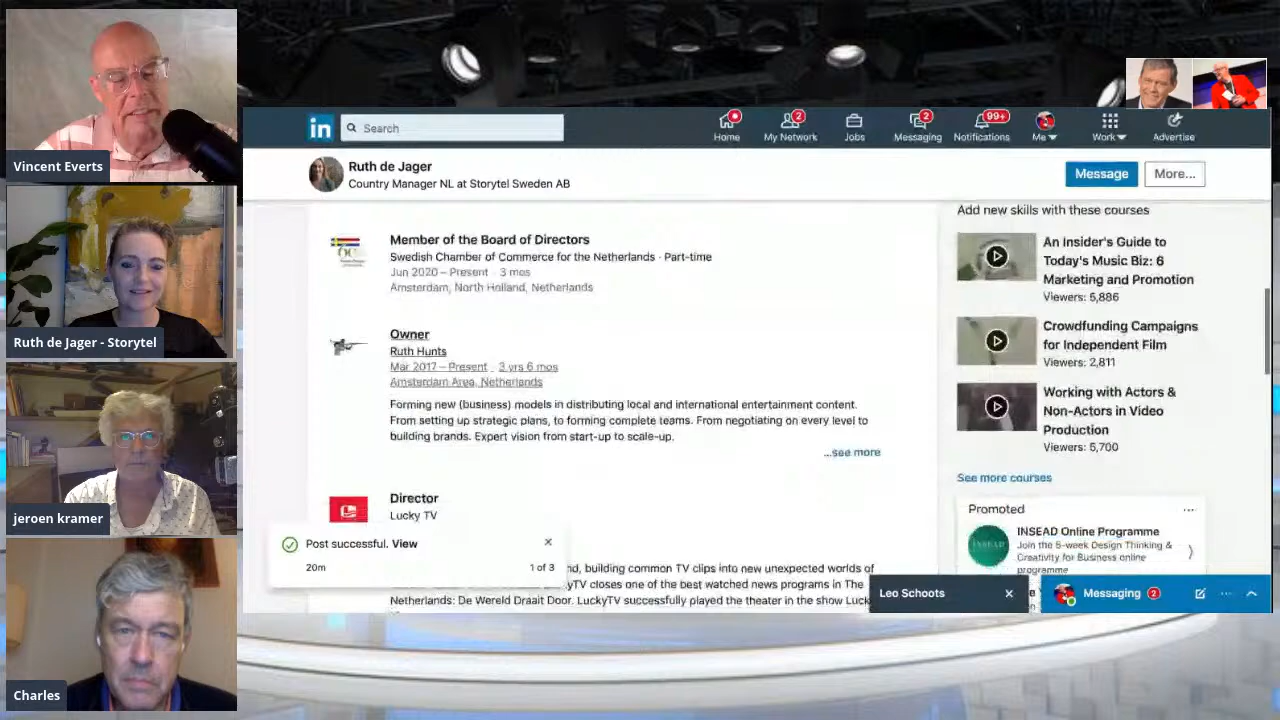 Vincent Everts
Ruth de Jager - Storytel
jeroen kramer
Charles
in
Search
Home
2
My Network
Jobs
2
Messaging
99+
Notifications
Me
Work
Advertise
Ruth de Jager
Country Manager NL at Storytel Sweden AB
Message
More...
Member of the Board of Directors
Swedish Chamber of Commerce for the Netherlands · Part-time
Jun 2020 – Present · 3 mos
Amsterdam, North Holland, Netherlands
Owner
Ruth Hunts
Mar 2017 – Present · 3 yrs 6 mos
Amsterdam Area, Netherlands
Forming new (business) models in distributing local and international entertainment content.
From setting up strategic plans, to forming complete teams. From negotiating on every level to
building brands. Expert vision from start-up to scale-up.
...see more
Director
Lucky TV
nd, building common TV clips into new unexpected worlds of
kyTV closes one of the best watched news programs in The
Netherlands: De Wereld Draait Door. LuckyTV successfully played the theater in the show Luck
Post successful. View
20m
1 of 3
Add new skills with these courses
An Insider's Guide to
Today's Music Biz: 6
Marketing and Promotion
Viewers: 5,886
Crowdfunding Campaigns
for Independent Film
Viewers: 2,811
Working with Actors &
Non-Actors in Video
Production
Viewers: 5,700
See more courses
Promoted
INSEAD
INSEAD Online Programme
Join the 5-week Design Thinking &
Creativity for Business online
programme
Leo Schoots
Messaging 2